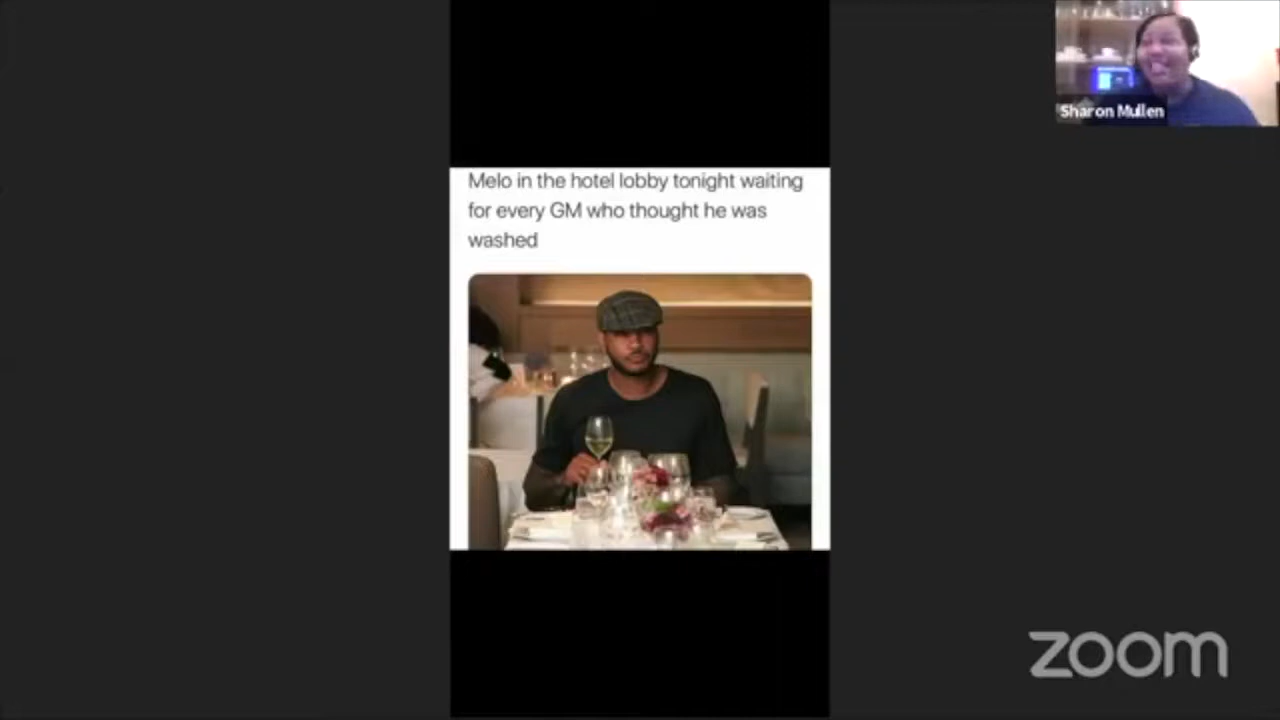 Sharon Mullen
Melo in the hotel lobby tonight waiting
for every GM who thought he was
washed
zoom